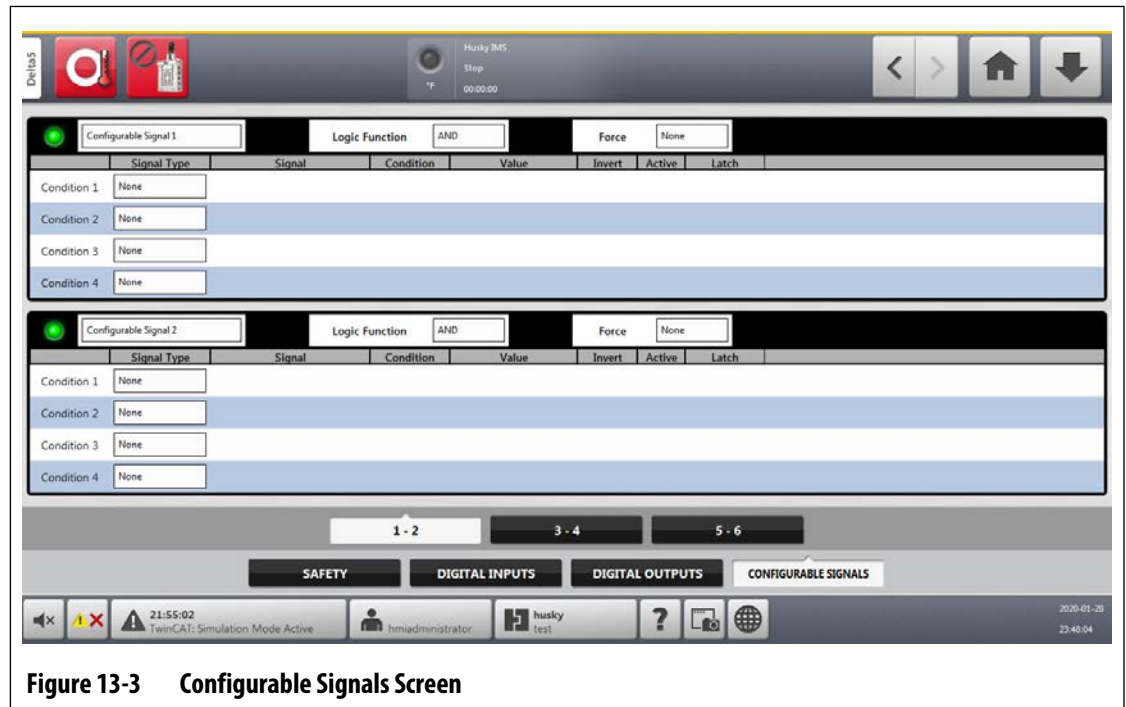 Delta5
Husky IMS
Stop
°F 00:00:00
Configurable Signal 1 Logic Function AND Force None
Signal Type Signal Condition Value Invert Active Latch
Condition 1 None
Condition 2 None
Condition 3 None
Condition 4 None
Configurable Signal 2 Logic Function AND Force None
Signal Type Signal Condition Value Invert Active Latch
Condition 1 None
Condition 2 None
Condition 3 None
Condition 4 None
1 - 2 3 - 4 5 - 6
SAFETY DIGITAL INPUTS DIGITAL OUTPUTS CONFIGURABLE SIGNALS
21:55:02 husky 2020-01-28
TwinCAT: Simulation Mode Active hmiadministrator test ? 23:48:04
Figure 13-3 Configurable Signals Screen